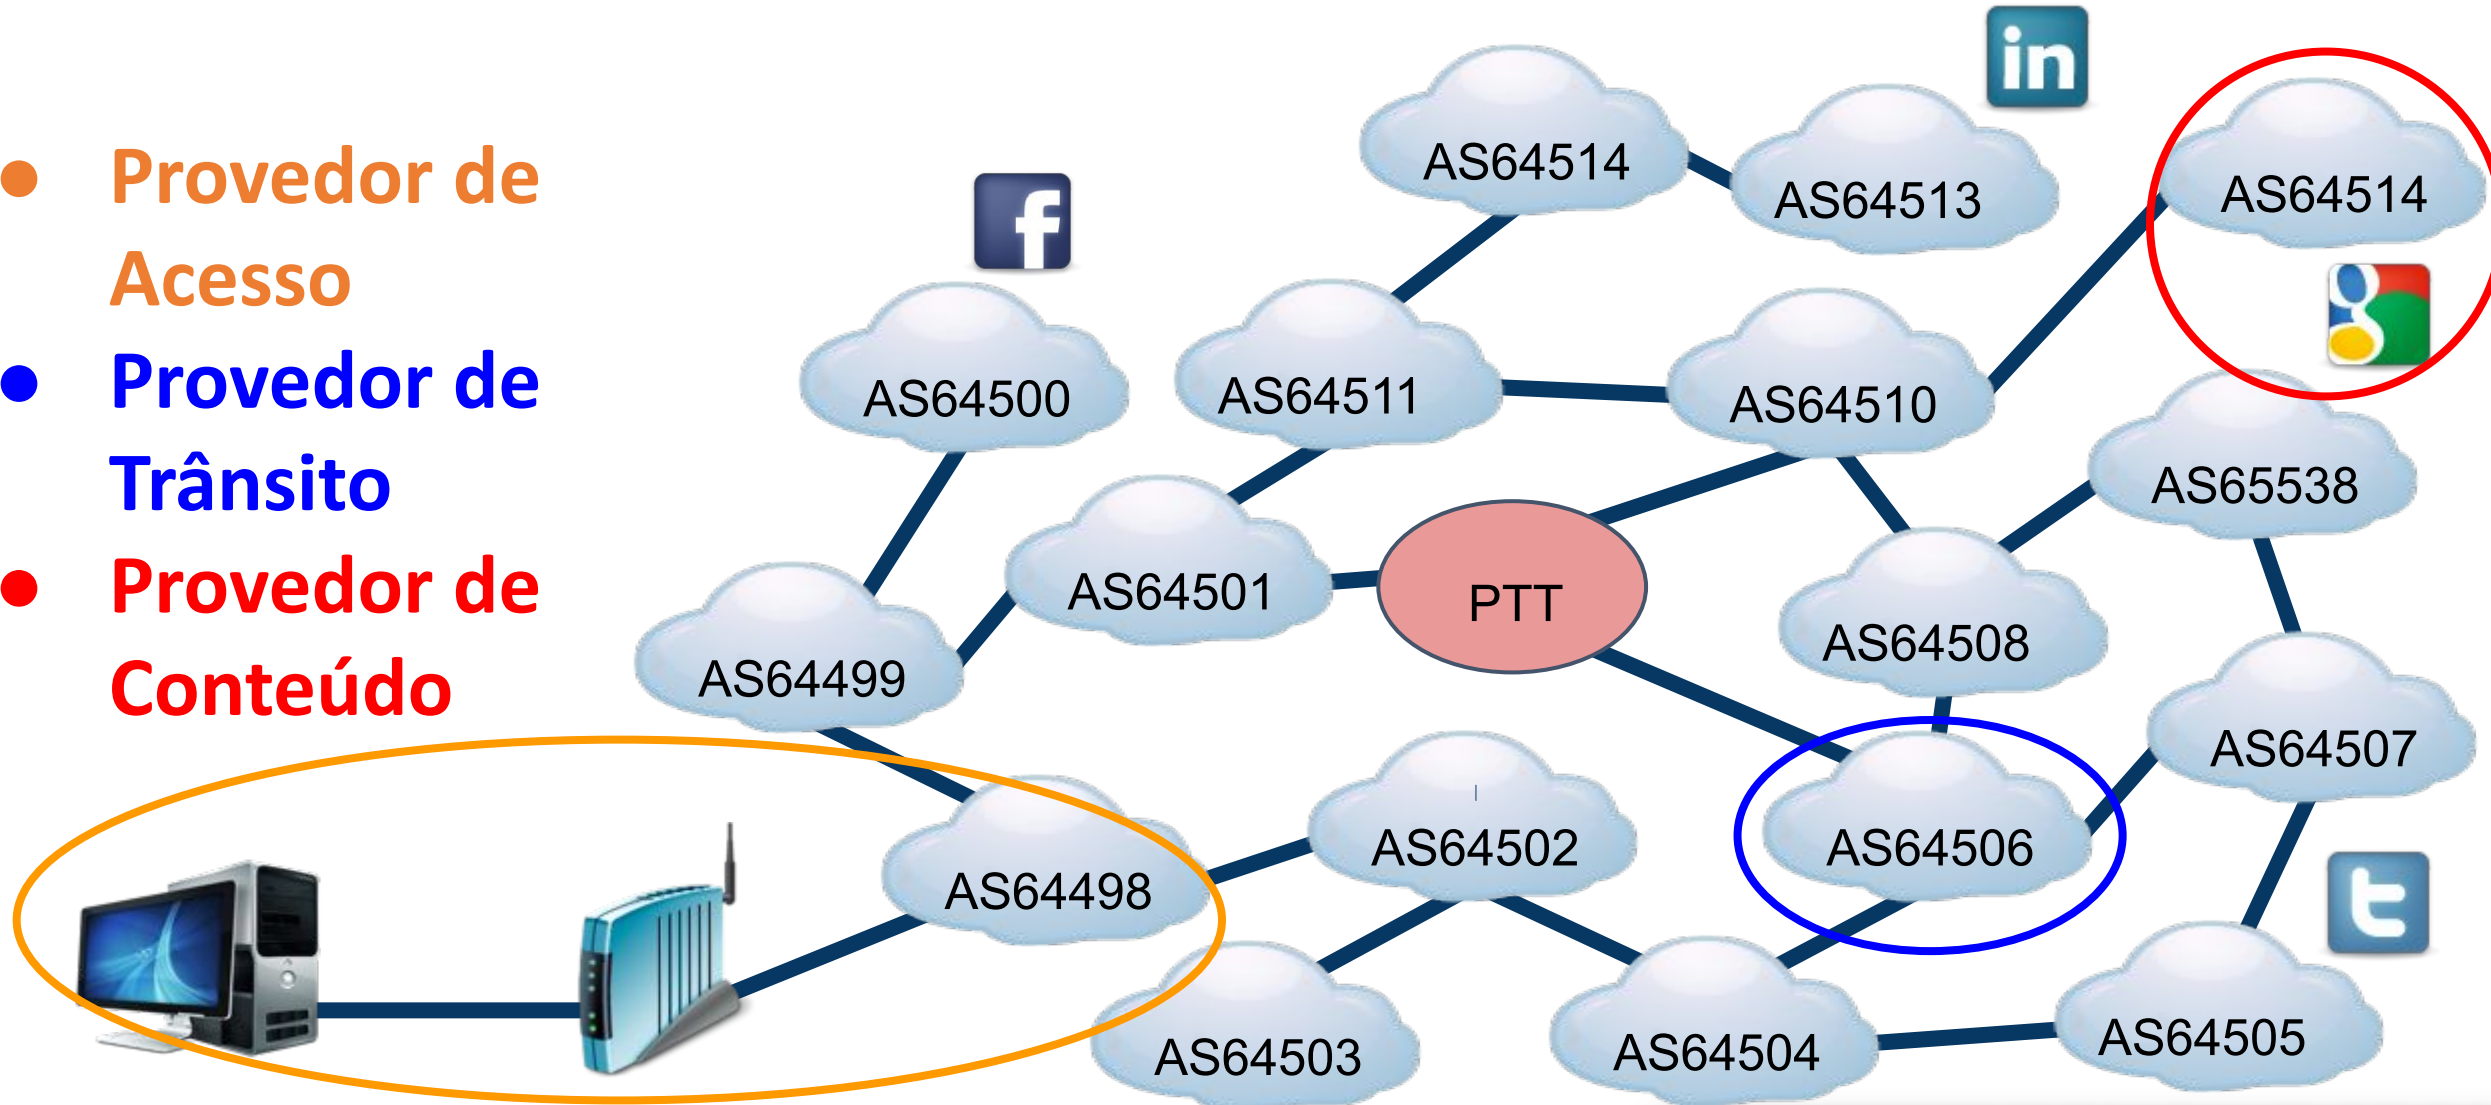 ● Provedor de
Acesso
● Provedor de
Trânsito
● Provedor de
Conteúdo
in
AS64514
AS64513
AS64514
f
g
AS64500
AS64511
AS64510
AS65538
AS64501
PTT
AS64508
AS64499
AS64507
AS64502
AS64506
AS64498
t
AS64503
AS64504
AS64505